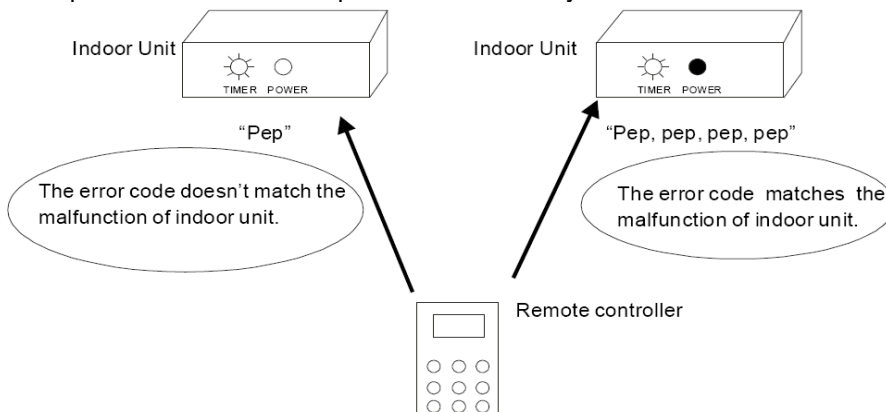 Indoor Unit
TIMER POWER
“Pep”
The error code doesn’t match the
malfunction of indoor unit.
Indoor Unit
TIMER POWER
“Pep, pep, pep, pep”
The error code matches the
malfunction of indoor unit.
Remote controller